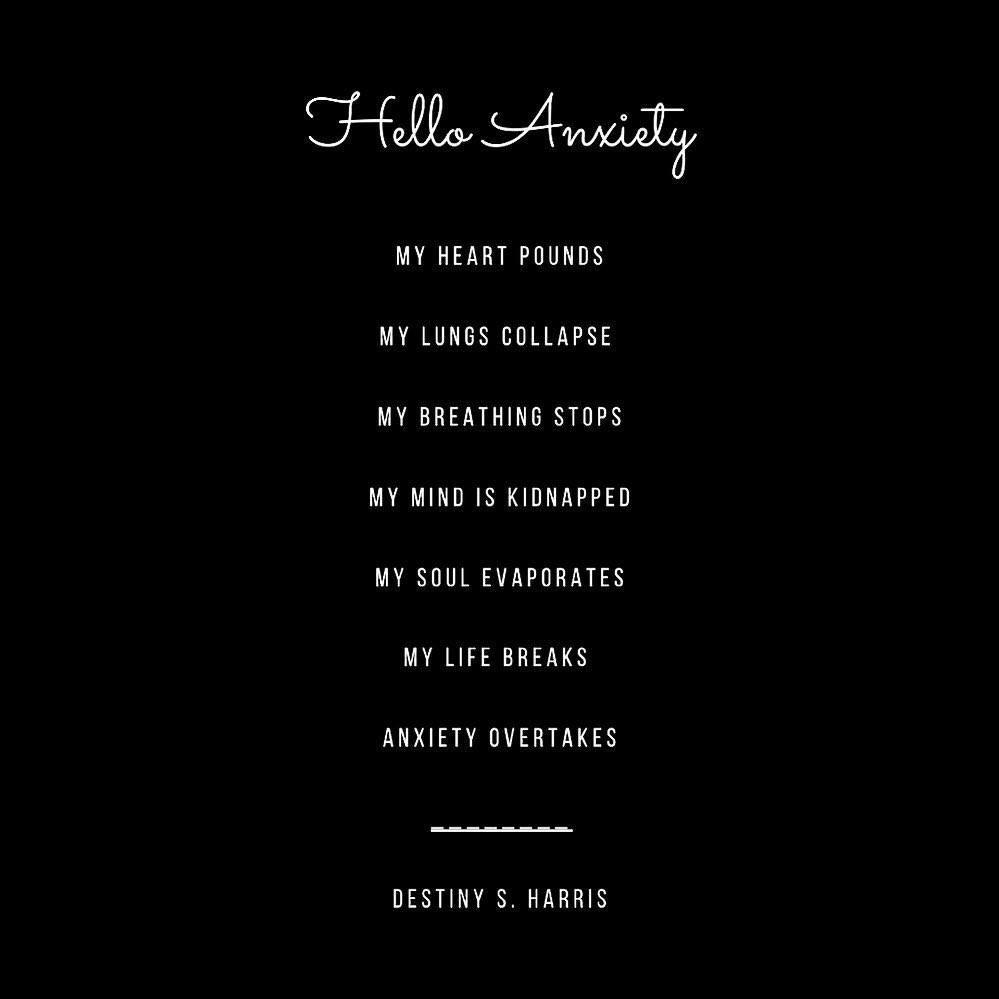 Hello Anxiety
MY HEART POUNDS
MY LUNGS COLLAPSE
MY BREATHING STOPS
MY MIND IS KIDNAPPED
MY SOUL EVAPORATES
MY LIFE BREAKS
ANXIETY OVERTAKES
DESTINY S. HARRIS